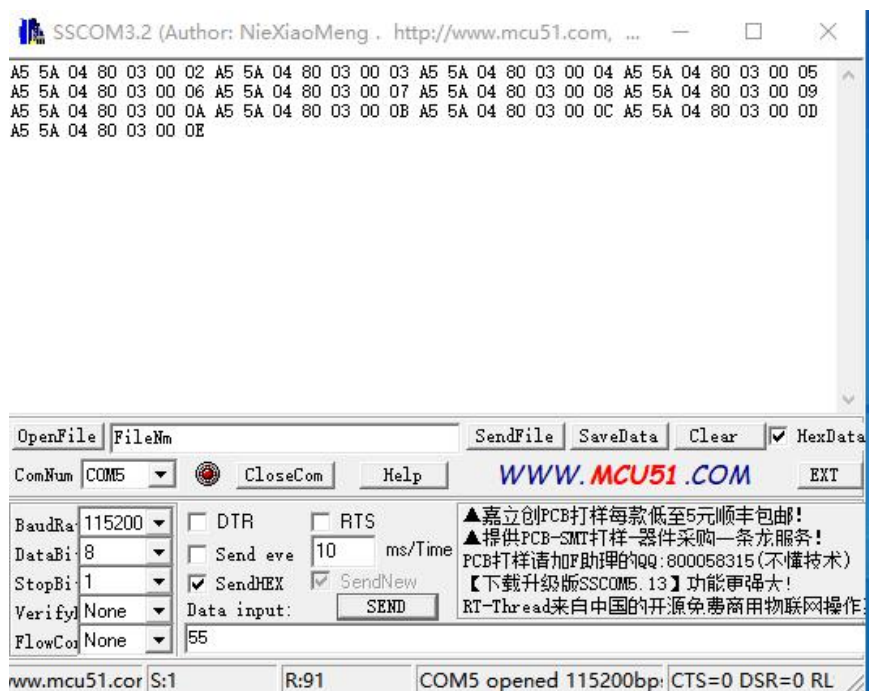 SSCOM3.2 (Author: NieXiaoMeng . http://www.mcu51.com, ...
A5 5A 04 80 03 00 02 A5 5A 04 80 03 00 03 A5 5A 04 80 03 00 04 A5 5A 04 80 03 00 05
A5 5A 04 80 03 00 06 A5 5A 04 80 03 00 07 A5 5A 04 80 03 00 08 A5 5A 04 80 03 00 09
A5 5A 04 80 03 00 0A A5 5A 04 80 03 00 0B A5 5A 04 80 03 00 0C A5 5A 04 80 03 00 0D
A5 5A 04 80 03 00 0E
OpenFile FileNm SendFile SaveData Clear HexData
ComNum COM5 CloseCom Help WWW.MCU51.COM EXT
BaudRa 115200 DTR RTS
DataBi 8 Send eve 10 ms/Time
StopBi 1 SendHEX SendNew
Verify None Data input: SEND
FlowCo None 55
▲嘉立创PCB打样每款低至5元顺丰包邮!
▲提供PCB-SMT打样-器件采购一条龙服务!
PCB打样请加F助理的QQ:800058315(不懂技术)
【下载升级版SSCOM5.13】功能更强大!
RT-Thread来自中国的开源免费商用物联网操作
www.mcu51.cor S:1 R:91 COM5 opened 115200bp CTS=0 DSR=0 RL